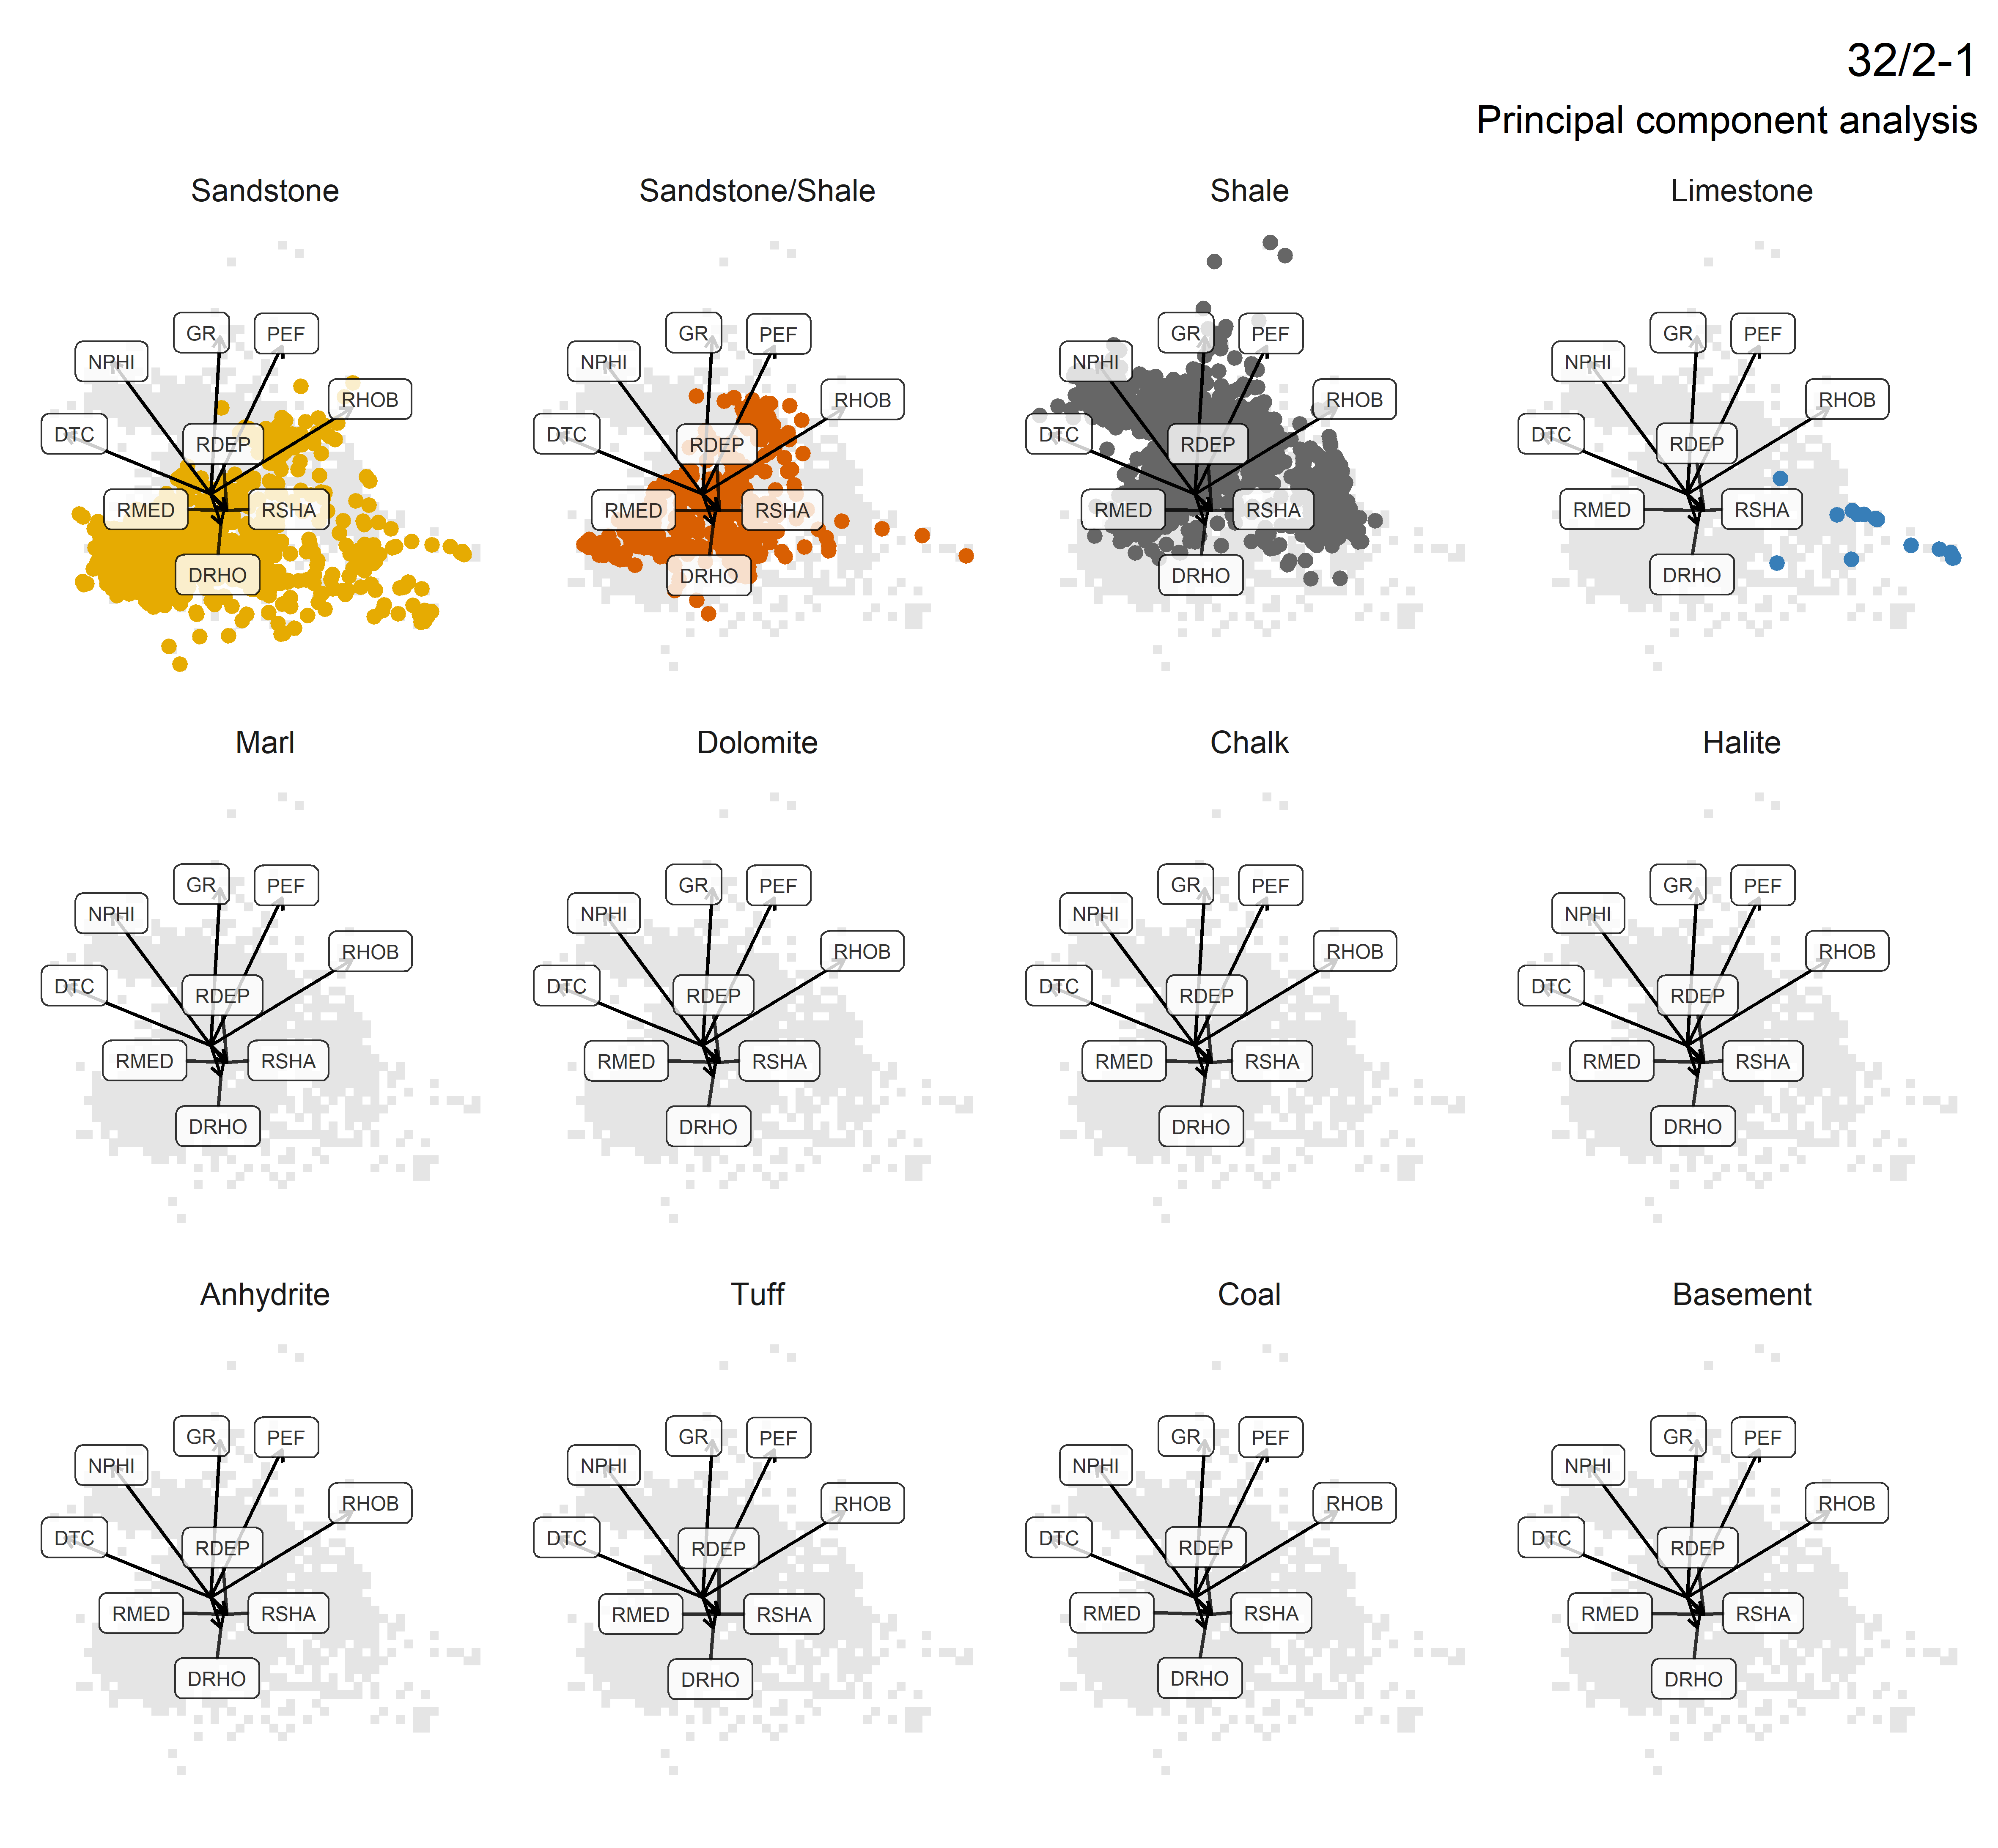 32/2-1
Principal component analysis
Sandstone
GR
PEF
NPHI
RHOB
DTC
RDEP
RMED
RSHA
DRHO
Sandstone/Shale
GR
PEF
NPHI
RHOB
DTC
RDEP
RMED
RSHA
DRHO
Shale
GR
PEF
NPHI
RHOB
DTC
RDEP
RMED
RSHA
DRHO
Limestone
GR
PEF
NPHI
RHOB
DTC
RDEP
RMED
RSHA
DRHO
Marl
GR
PEF
NPHI
RHOB
DTC
RDEP
RMED
RSHA
DRHO
Dolomite
GR
PEF
NPHI
RHOB
DTC
RDEP
RMED
RSHA
DRHO
Chalk
GR
PEF
NPHI
RHOB
DTC
RDEP
RMED
RSHA
DRHO
Halite
GR
PEF
NPHI
RHOB
DTC
RDEP
RMED
RSHA
DRHO
Anhydrite
GR
PEF
NPHI
RHOB
DTC
RDEP
RMED
RSHA
DRHO
Tuff
GR
PEF
NPHI
RHOB
DTC
RDEP
RMED
RSHA
DRHO
Coal
GR
PEF
NPHI
RHOB
DTC
RDEP
RMED
RSHA
DRHO
Basement
GR
PEF
NPHI
RHOB
DTC
RDEP
RMED
RSHA
DRHO